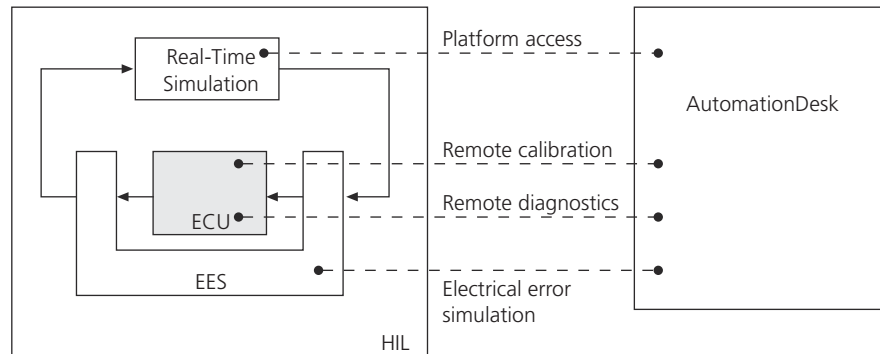 Real-Time
Simulation
Platform access
AutomationDesk
Remote calibration
Remote diagnostics
ECU
EES
Electrical error
simulation
HIL